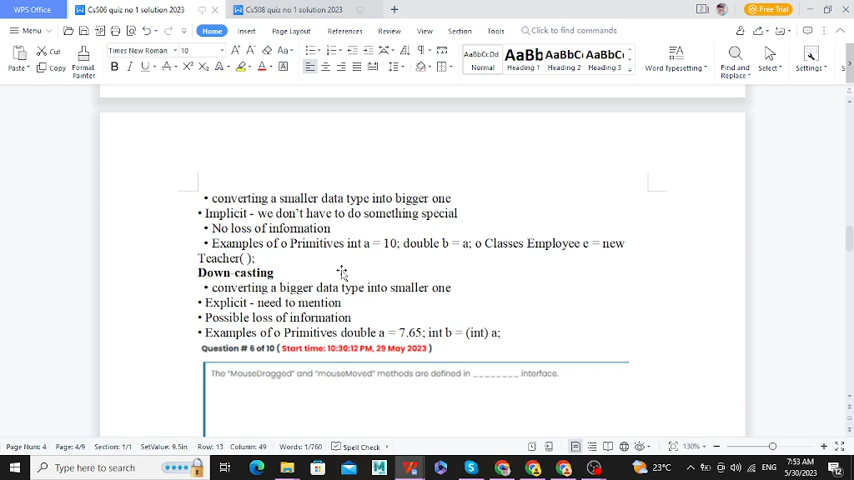 WPS Office
Cs506 quiz no 1 solution 2023
Cs508 quiz no 1 solution 2023
Free Trial
Menu
Home
Insert
Page Layout
References
Review
View
Section
Tools
Click to find commands
Paste
Cut
Copy
Format Painter
Times New Roman
10
AaBbCcDd
Normal
AaBb
Heading 1
AaBbC
Heading 2
AaBbC
Heading 3
Word Typesetting
Find and Replace
Select
Settings
• converting a smaller data type into bigger one
• Implicit - we don't have to do something special
• No loss of information
• Examples of o Primitives int a = 10; double b = a; o Classes Employee e = new
Teacher( );
Down-casting
• converting a bigger data type into smaller one
• Explicit - need to mention
• Possible loss of information
• Examples of o Primitives double a = 7.65; int b = (int) a;
Question # 6 of 10 ( Start time: 10:30:12 PM, 29 May 2023 )
The "MouseDragged" and "mouseMoved" methods are defined in ________ interface.
Page Num: 4 Page: 4/9 Section: 1/1 SetValue: 9.5in Row: 13 Column: 49 Words: 1/760 Spell Check 130%
Type here to search
23°C
ENG
7:53 AM
5/30/2023